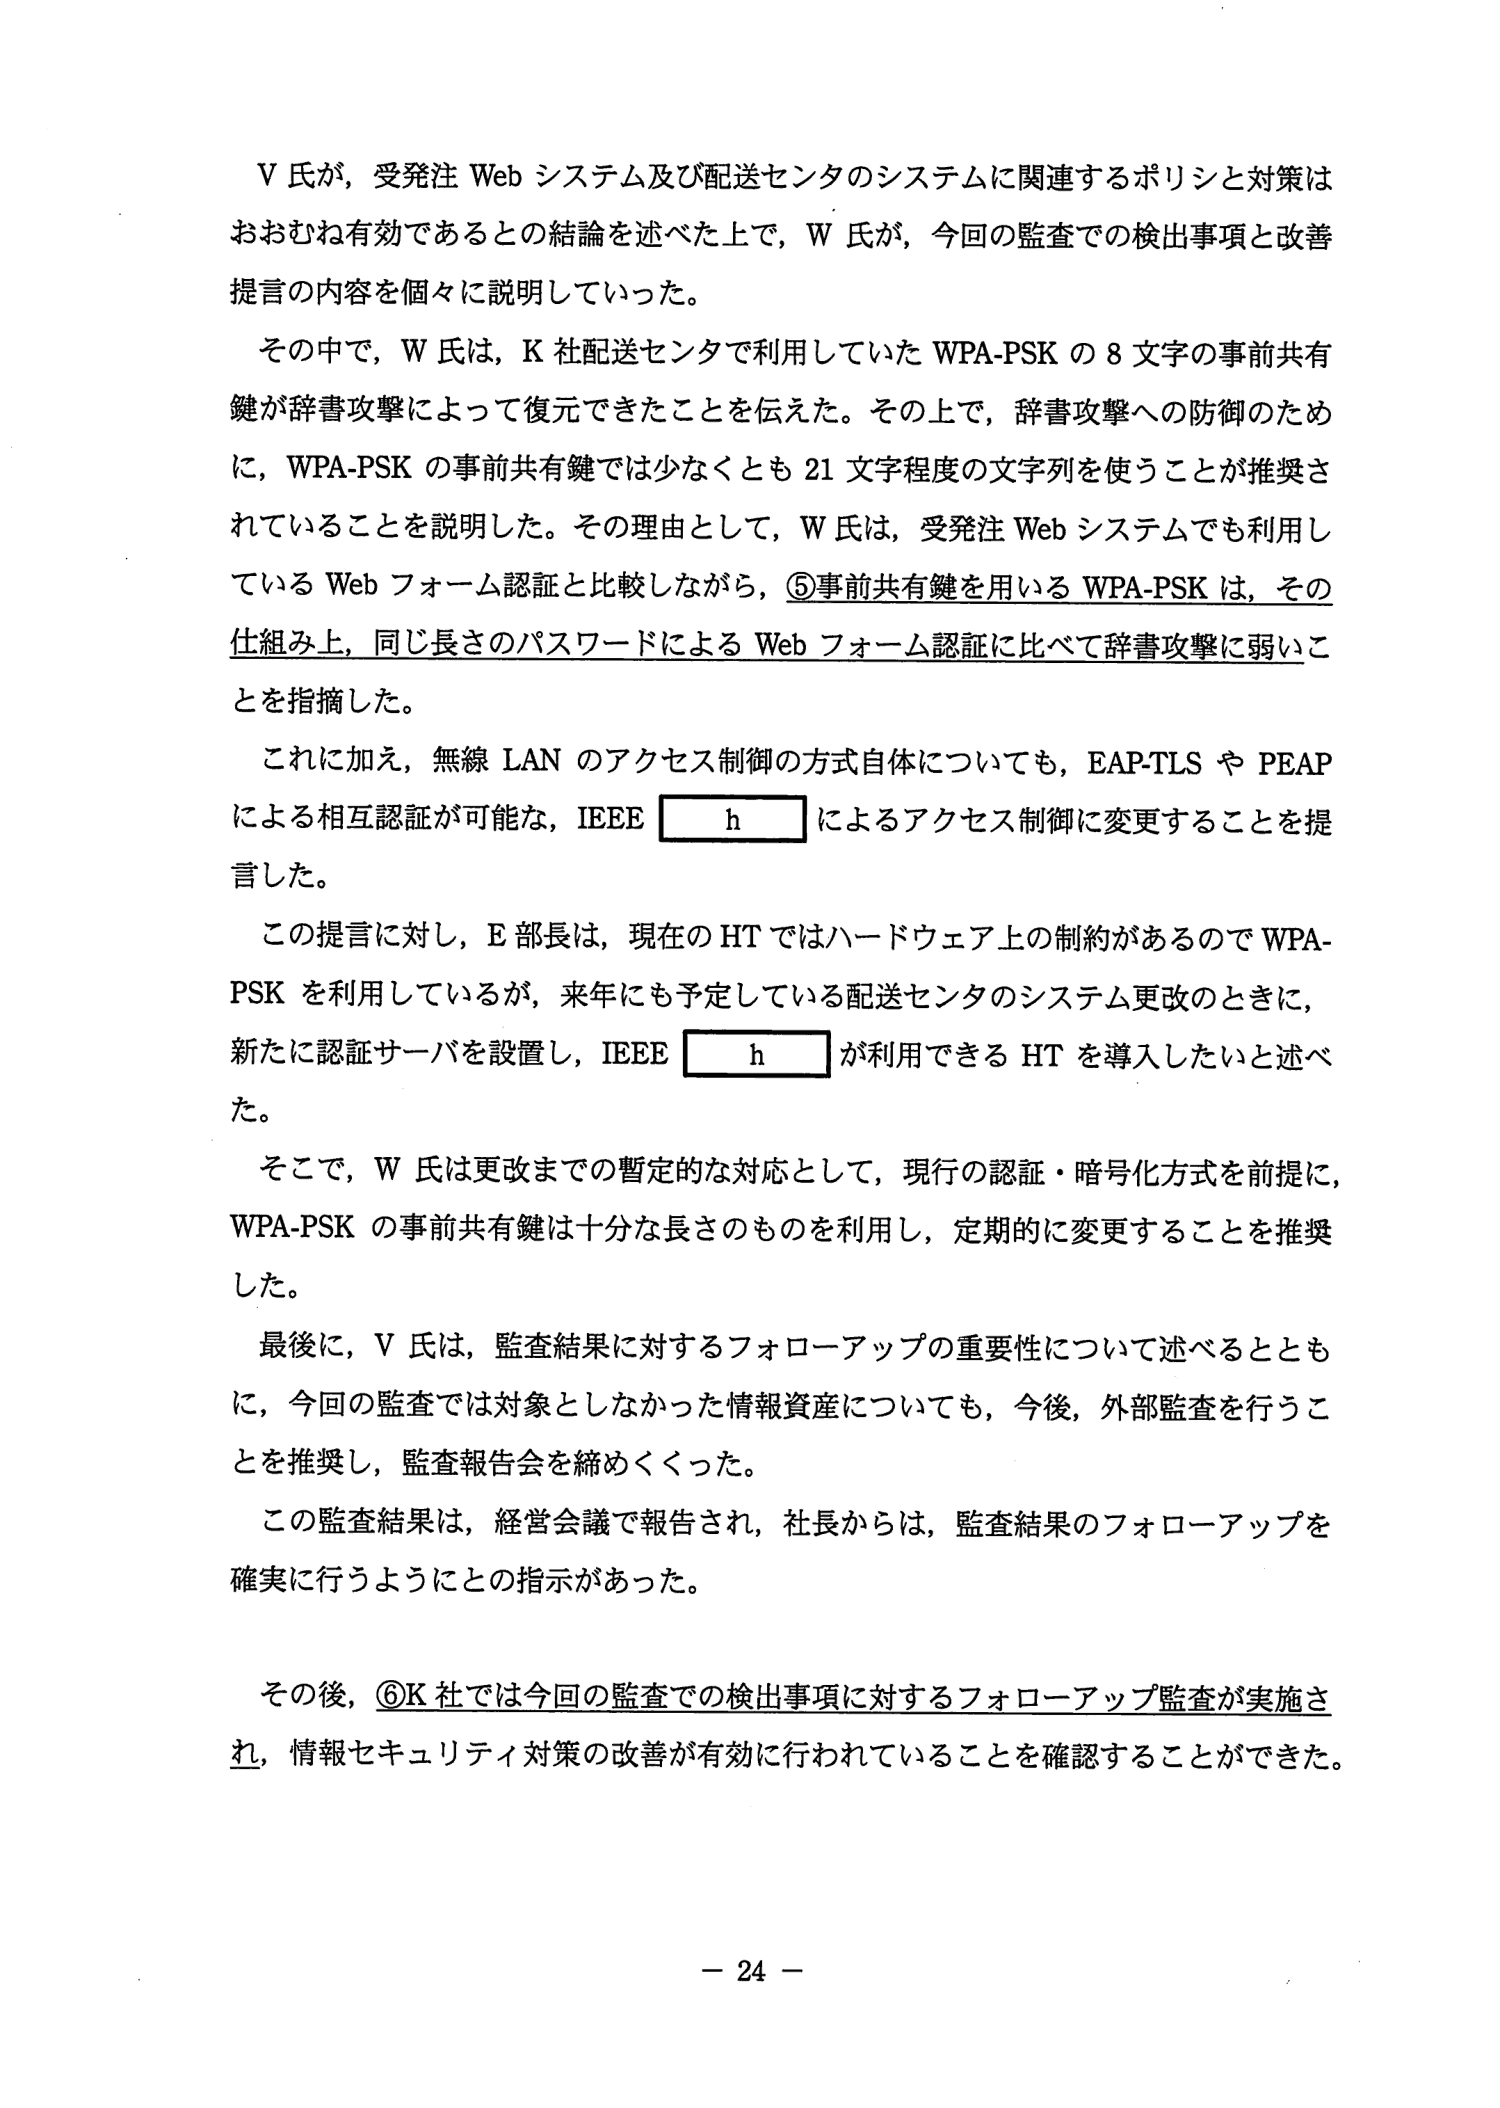 V 氏が，受発注 Web システム及び配送センタのシステムに関連するポリシと対策は
おおむね有効であるとの結論を述べた上で，W 氏が，今回の監査での検出事項と改善
提言の内容を個々に説明していった。
その中で，W 氏は，K 社配送センタで利用していた WPA-PSK の 8 文字の事前共有
鍵が辞書攻撃によって復元できたことを伝えた。その上で，辞書攻撃への防御のため
に，WPA-PSK の事前共有鍵では少なくとも 21 文字程度の文字列を使うことが推奨さ
れていることを説明した。その理由として，W 氏は，受発注 Web システムでも利用し
ている Web フォーム認証と比較しながら，⑤事前共有鍵を用いる WPA-PSK は，その
仕組み上，同じ長さのパスワードによる Web フォーム認証に比べて辞書攻撃に弱いこ
とを指摘した。
これに加え，無線 LAN のアクセス制御の方式自体についても，EAP-TLS や PEAP
による相互認証が可能な，IEEE h によるアクセス制御に変更することを提
言した。
この提言に対し，E 部長は，現在の HT ではハードウェア上の制約があるので WPA-
PSK を利用しているが，来年にも予定している配送センタのシステム更改のときに，
新たに認証サーバを設置し，IEEE h が利用できる HT を導入したいと述べ
た。
そこで，W 氏は更改までの暫定的な対応として，現行の認証・暗号化方式を前提に，
WPA-PSK の事前共有鍵は十分な長さのものを利用し，定期的に変更することを推奨
した。
最後に，V 氏は，監査結果に対するフォローアップの重要性について述べるととも
に，今回の監査では対象としなかった情報資産についても，今後，外部監査を行うこ
とを推奨し，監査報告会を締めくくった。
この監査結果は，経営会議で報告され，社長からは，監査結果のフォローアップを
確実に行うようにとの指示があった。
その後，⑥K 社では今回の監査での検出事項に対するフォローアップ監査が実施さ
れ，情報セキュリティ対策の改善が有効に行われていることを確認することができた。
－ 24 －